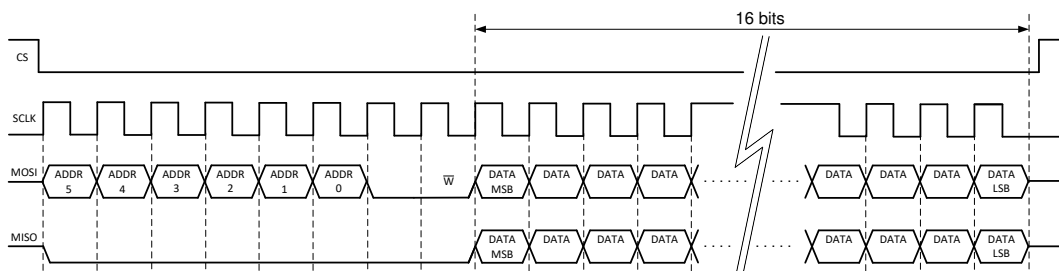 16 bits
CS
SCLK
MOSI
ADDR 5
ADDR 4
ADDR 3
ADDR 2
ADDR 1
ADDR 0
W̅
DATA MSB
DATA
DATA
DATA
DATA
DATA
DATA
DATA LSB
MISO
DATA MSB
DATA
DATA
DATA
DATA
DATA
DATA
DATA LSB